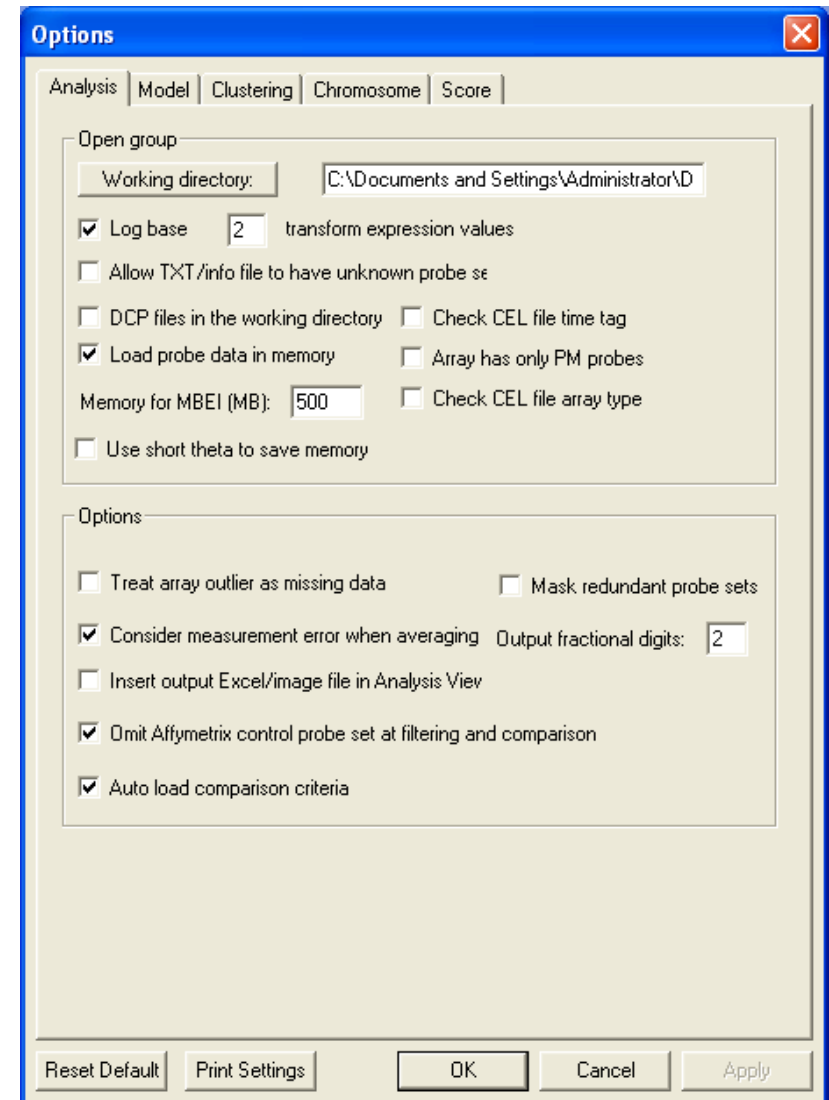 Options
Analysis Model Clustering Chromosome Score
Open group
Working directory: C:\Documents and Settings\Administrator\D
Log base 2 transform expression values
Allow TXT/info file to have unknown probe se
DCP files in the working directory Check CEL file time tag
Load probe data in memory Array has only PM probes
Memory for MBEI (MB): 500 Check CEL file array type
Use short theta to save memory
Options
Treat array outlier as missing data Mask redundant probe sets
Consider measurement error when averaging Output fractional digits: 2
Insert output Excel/image file in Analysis View
Omit Affymetrix control probe set at filtering and comparison
Auto load comparison criteria
Reset Default Print Settings OK Cancel Apply